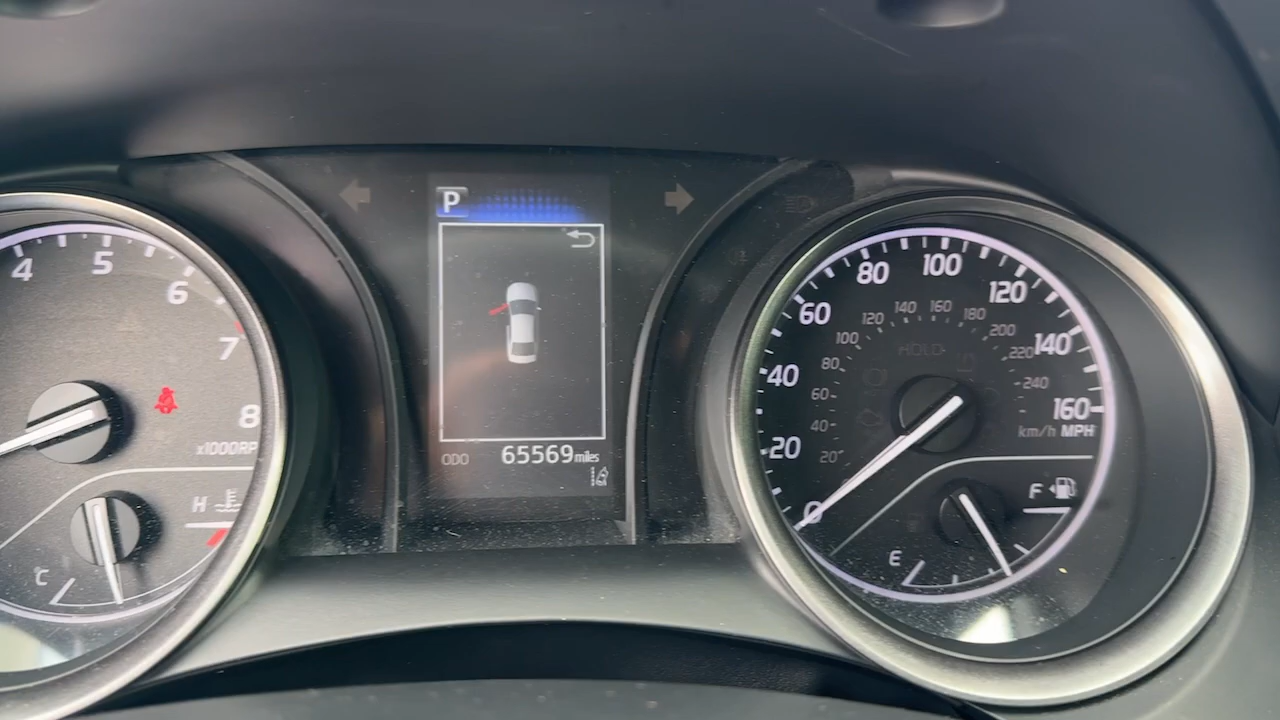 P
4 5 6 7 8
x1000RP
H
C
ODO 65569 miles
0 20 40 60 80 100 120 140 160
20 40 60 80 100 120 140 160 180 200 220 240
HOLD
km/h MPH
F
E